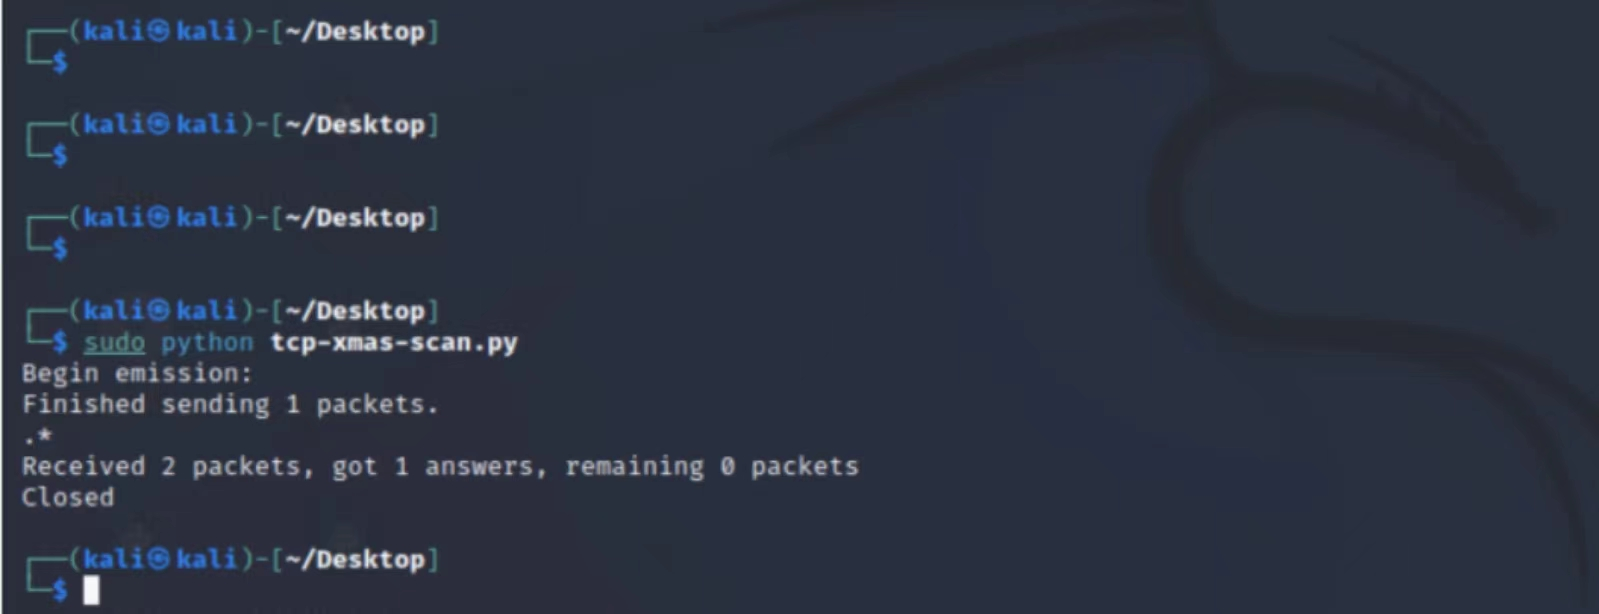 ┌──(kali㉿kali)-[~/Desktop]
└─$
┌──(kali㉿kali)-[~/Desktop]
└─$
┌──(kali㉿kali)-[~/Desktop]
└─$
┌──(kali㉿kali)-[~/Desktop]
└─$ sudo python tcp-xmas-scan.py
Begin emission:
Finished sending 1 packets.
.*
Received 2 packets, got 1 answers, remaining 0 packets
Closed
┌──(kali㉿kali)-[~/Desktop]
└─$